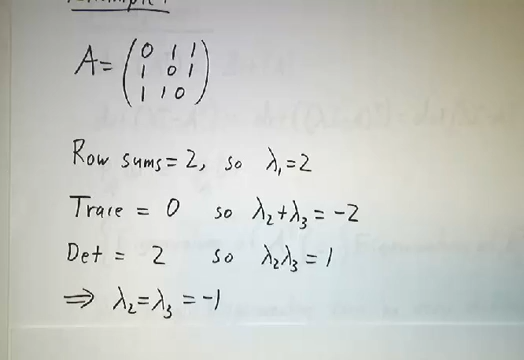 A = ( 0 1 1
1 0 1
1 1 0 )
Row sums = 2, so λ₁ = 2
Trace = 0 so λ₂+λ₃ = -2
Det = 2 so λ₂λ₃ = 1
⇒ λ₂ = λ₃ = -1